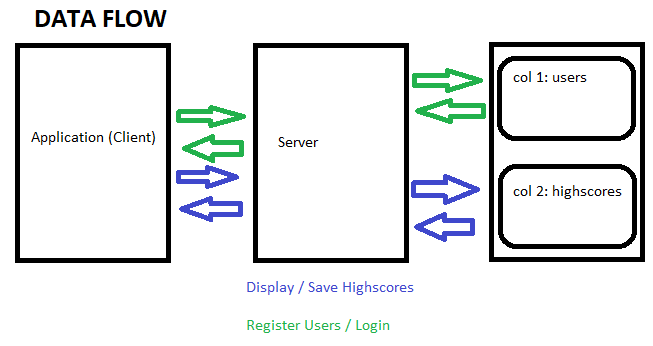 DATA FLOW
Application (Client)
Server
col 1: users
col 2: highscores
Display / Save Highscores
Register Users / Login